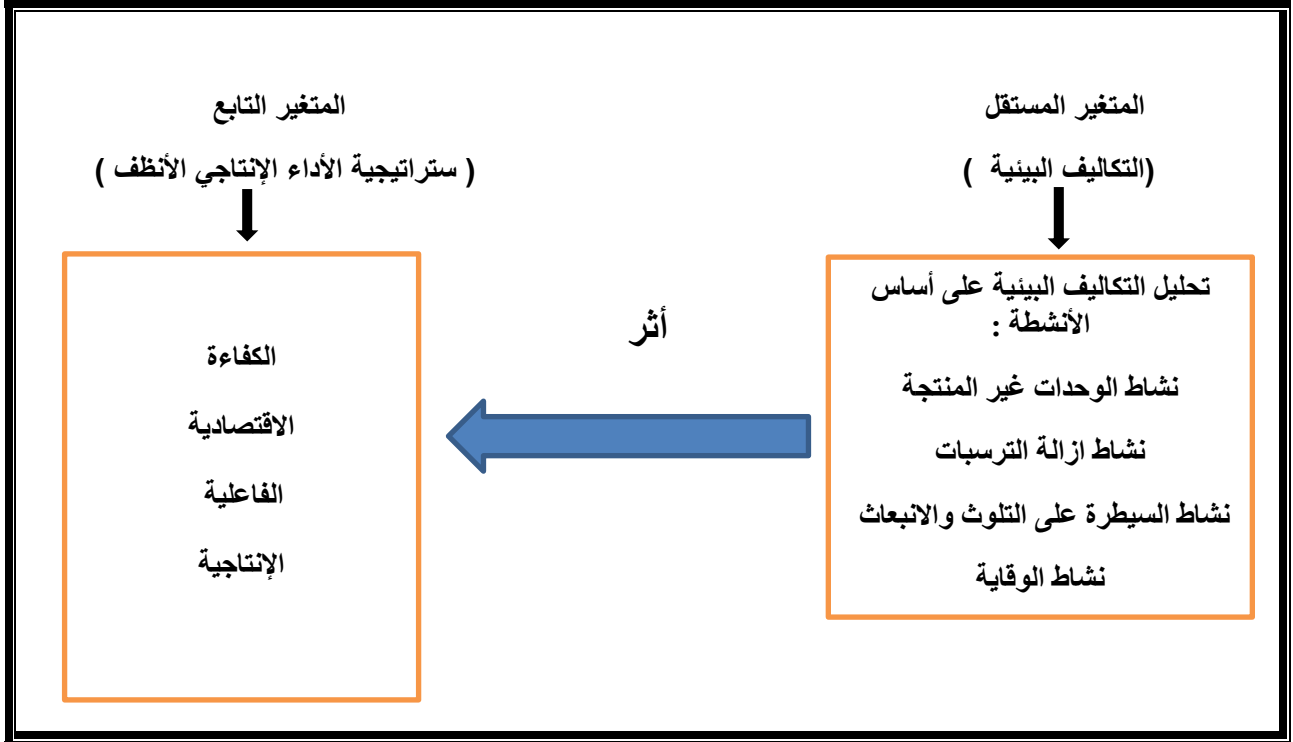 المتغير المستقل
(التكاليف البيئية )
تحليل التكاليف البيئية على أساس
الأنشطة :
نشاط الوحدات غير المنتجة
نشاط ازالة الترسبات
نشاط السيطرة على التلوث والانبعاث
نشاط الوقاية
أثر
المتغير التابع
( ستراتيجية الأداء الإنتاجي الأنظف )
الكفاءة
الاقتصادية
الفاعلية
الإنتاجية